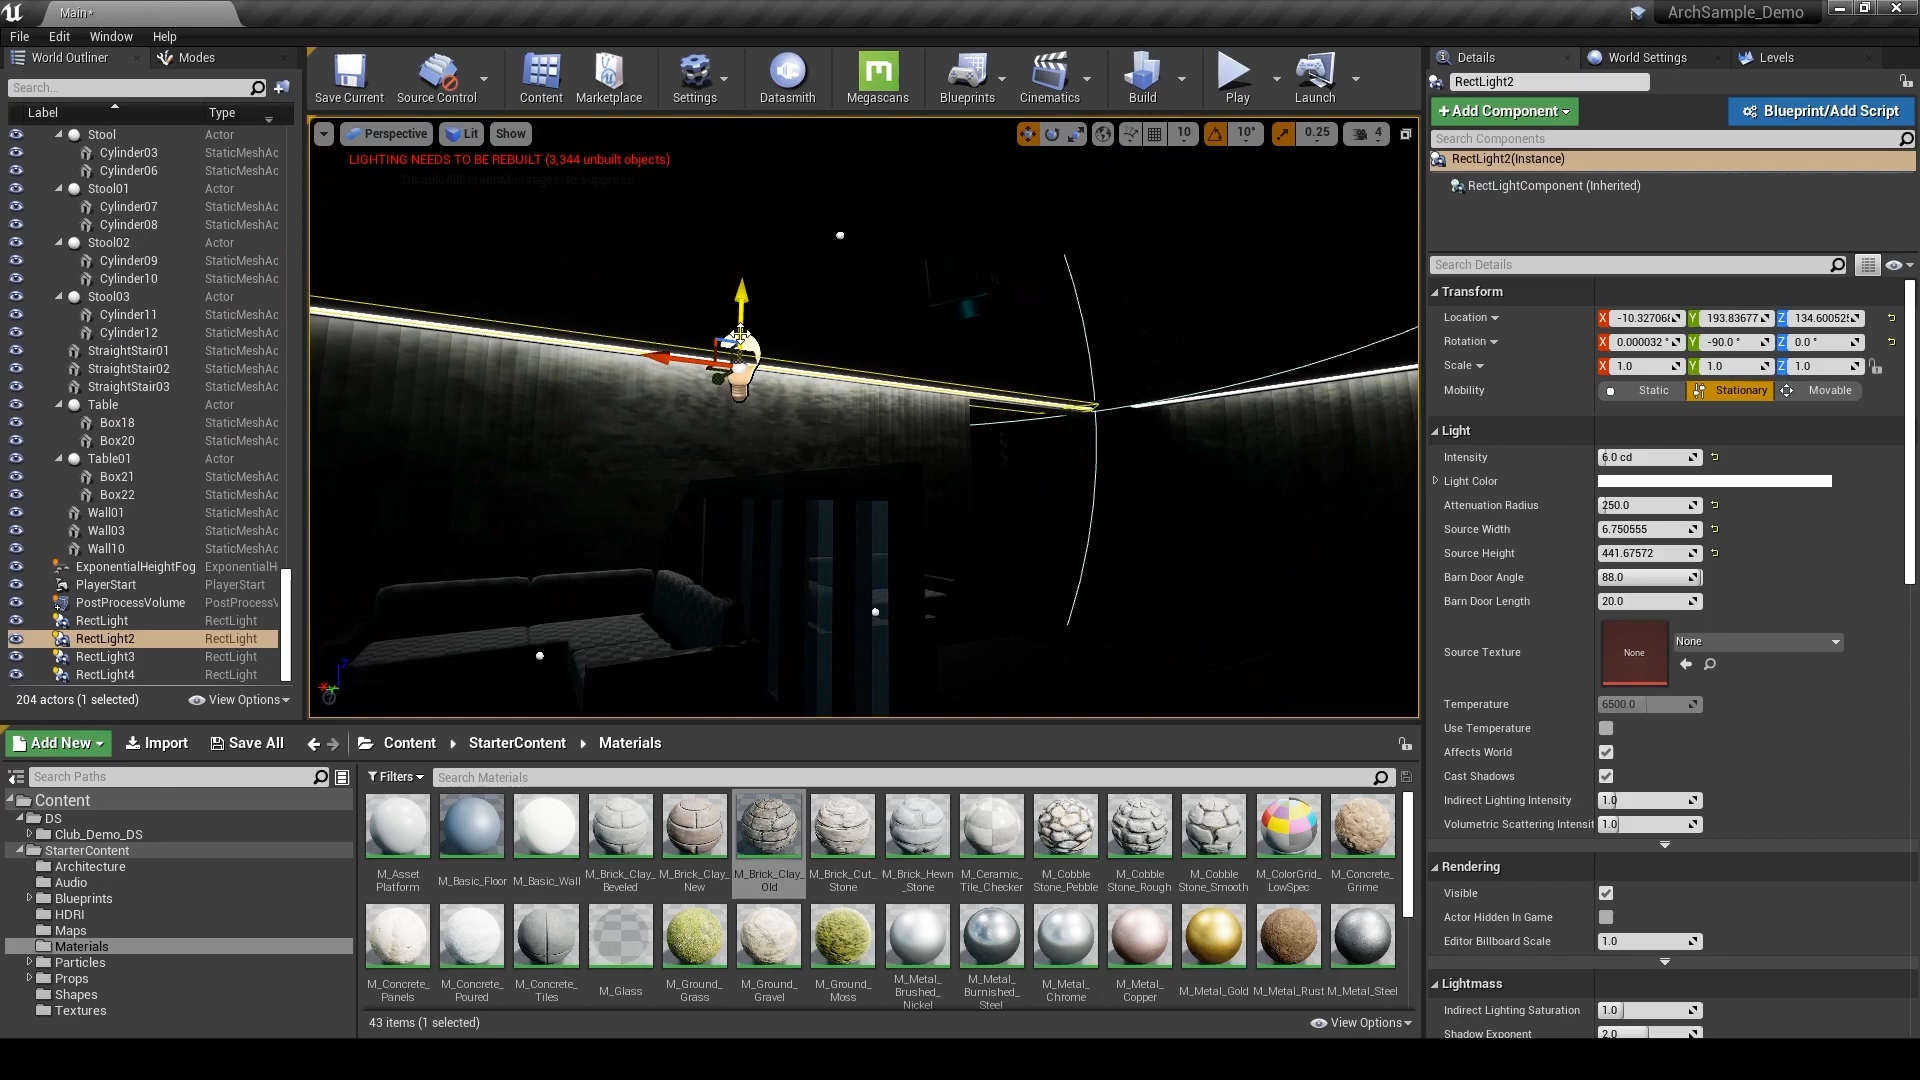 Main*
ArchSample_Demo
File
Edit
Window
Help
World Outliner
Modes
Search...
Label
Type
Stool
Actor
Cylinder03
StaticMeshAc
Cylinder06
StaticMeshAc
Stool01
Actor
Cylinder07
StaticMeshAc
Cylinder08
StaticMeshAc
Stool02
Actor
Cylinder09
StaticMeshAc
Cylinder10
StaticMeshAc
Stool03
Actor
Cylinder11
StaticMeshAc
Cylinder12
StaticMeshAc
StraightStair01
StaticMeshAc
StraightStair02
StaticMeshAc
StraightStair03
StaticMeshAc
Table
Actor
Box18
StaticMeshAc
Box20
StaticMeshAc
Table01
Actor
Box21
StaticMeshAc
Box22
StaticMeshAc
Wall01
StaticMeshAc
Wall03
StaticMeshAc
Wall10
StaticMeshAc
ExponentialHeightFog
ExponentialH
PlayerStart
PlayerStart
PostProcessVolume
PostProcessV
RectLight
RectLight
RectLight2
RectLight
RectLight3
RectLight
RectLight4
RectLight
204 actors (1 selected)
View Options
Save Current
Source Control
Content
Marketplace
Settings
Datasmith
Megascans
Blueprints
Cinematics
Build
Play
Launch
Perspective
Lit
Show
10
10°
0.25
4
LIGHTING NEEDS TO BE REBUILT (3,344 unbuilt objects)
'DisableAllScreenMessages' to suppress
Details
World Settings
Levels
RectLight2
+Add Component
Blueprint/Add Script
Search Components
RectLight2(Instance)
RectLightComponent (Inherited)
Search Details
Transform
Location
X
-10.32706
Y
193.83677
Z
134.60052
Rotation
X
0.000032 °
Y
-90.0 °
Z
0.0 °
Scale
X
1.0
Y
1.0
Z
1.0
Mobility
Static
Stationary
Movable
Light
Intensity
6.0 cd
Light Color
Attenuation Radius
250.0
Source Width
6.750555
Source Height
441.67572
Barn Door Angle
88.0
Barn Door Length
20.0
Source Texture
None
None
Temperature
6500.0
Use Temperature
Affects World
Cast Shadows
Indirect Lighting Intensity
1.0
Volumetric Scattering Intensit
1.0
Rendering
Visible
Actor Hidden In Game
Editor Billboard Scale
1.0
Lightmass
Indirect Lighting Saturation
1.0
Shadow Exponent
2.0
Add New
Import
Save All
Content
StarterContent
Materials
Search Paths
Filters
Search Materials
Content
DS
Club_Demo_DS
StarterContent
Architecture
Audio
Blueprints
HDRI
Maps
Materials
Particles
Props
Shapes
Textures
M_Asset
Platform
M_Basic_Floor
M_Basic_Wall
M_Brick_Clay_
Beveled
M_Brick_Clay_
New
M_Brick_Clay_
Old
M_Brick_Cut_
Stone
M_Brick_Hewn
_Stone
M_Ceramic_
Tile_Checker
M_Cobble
Stone_Pebble
M_Cobble
Stone_Rough
M_Cobble
Stone_Smooth
M_ColorGrid_
LowSpec
M_Concrete_
Grime
M_Concrete_
Panels
M_Concrete_
Poured
M_Concrete_
Tiles
M_Glass
M_Ground_
Grass
M_Ground_
Gravel
M_Ground_
Moss
M_Metal_
Brushed_
Nickel
M_Metal_
Burnished_
Steel
M_Metal_
Chrome
M_Metal_
Copper
M_Metal_Gold
M_Metal_Rust
M_Metal_Steel
43 items (1 selected)
View Options